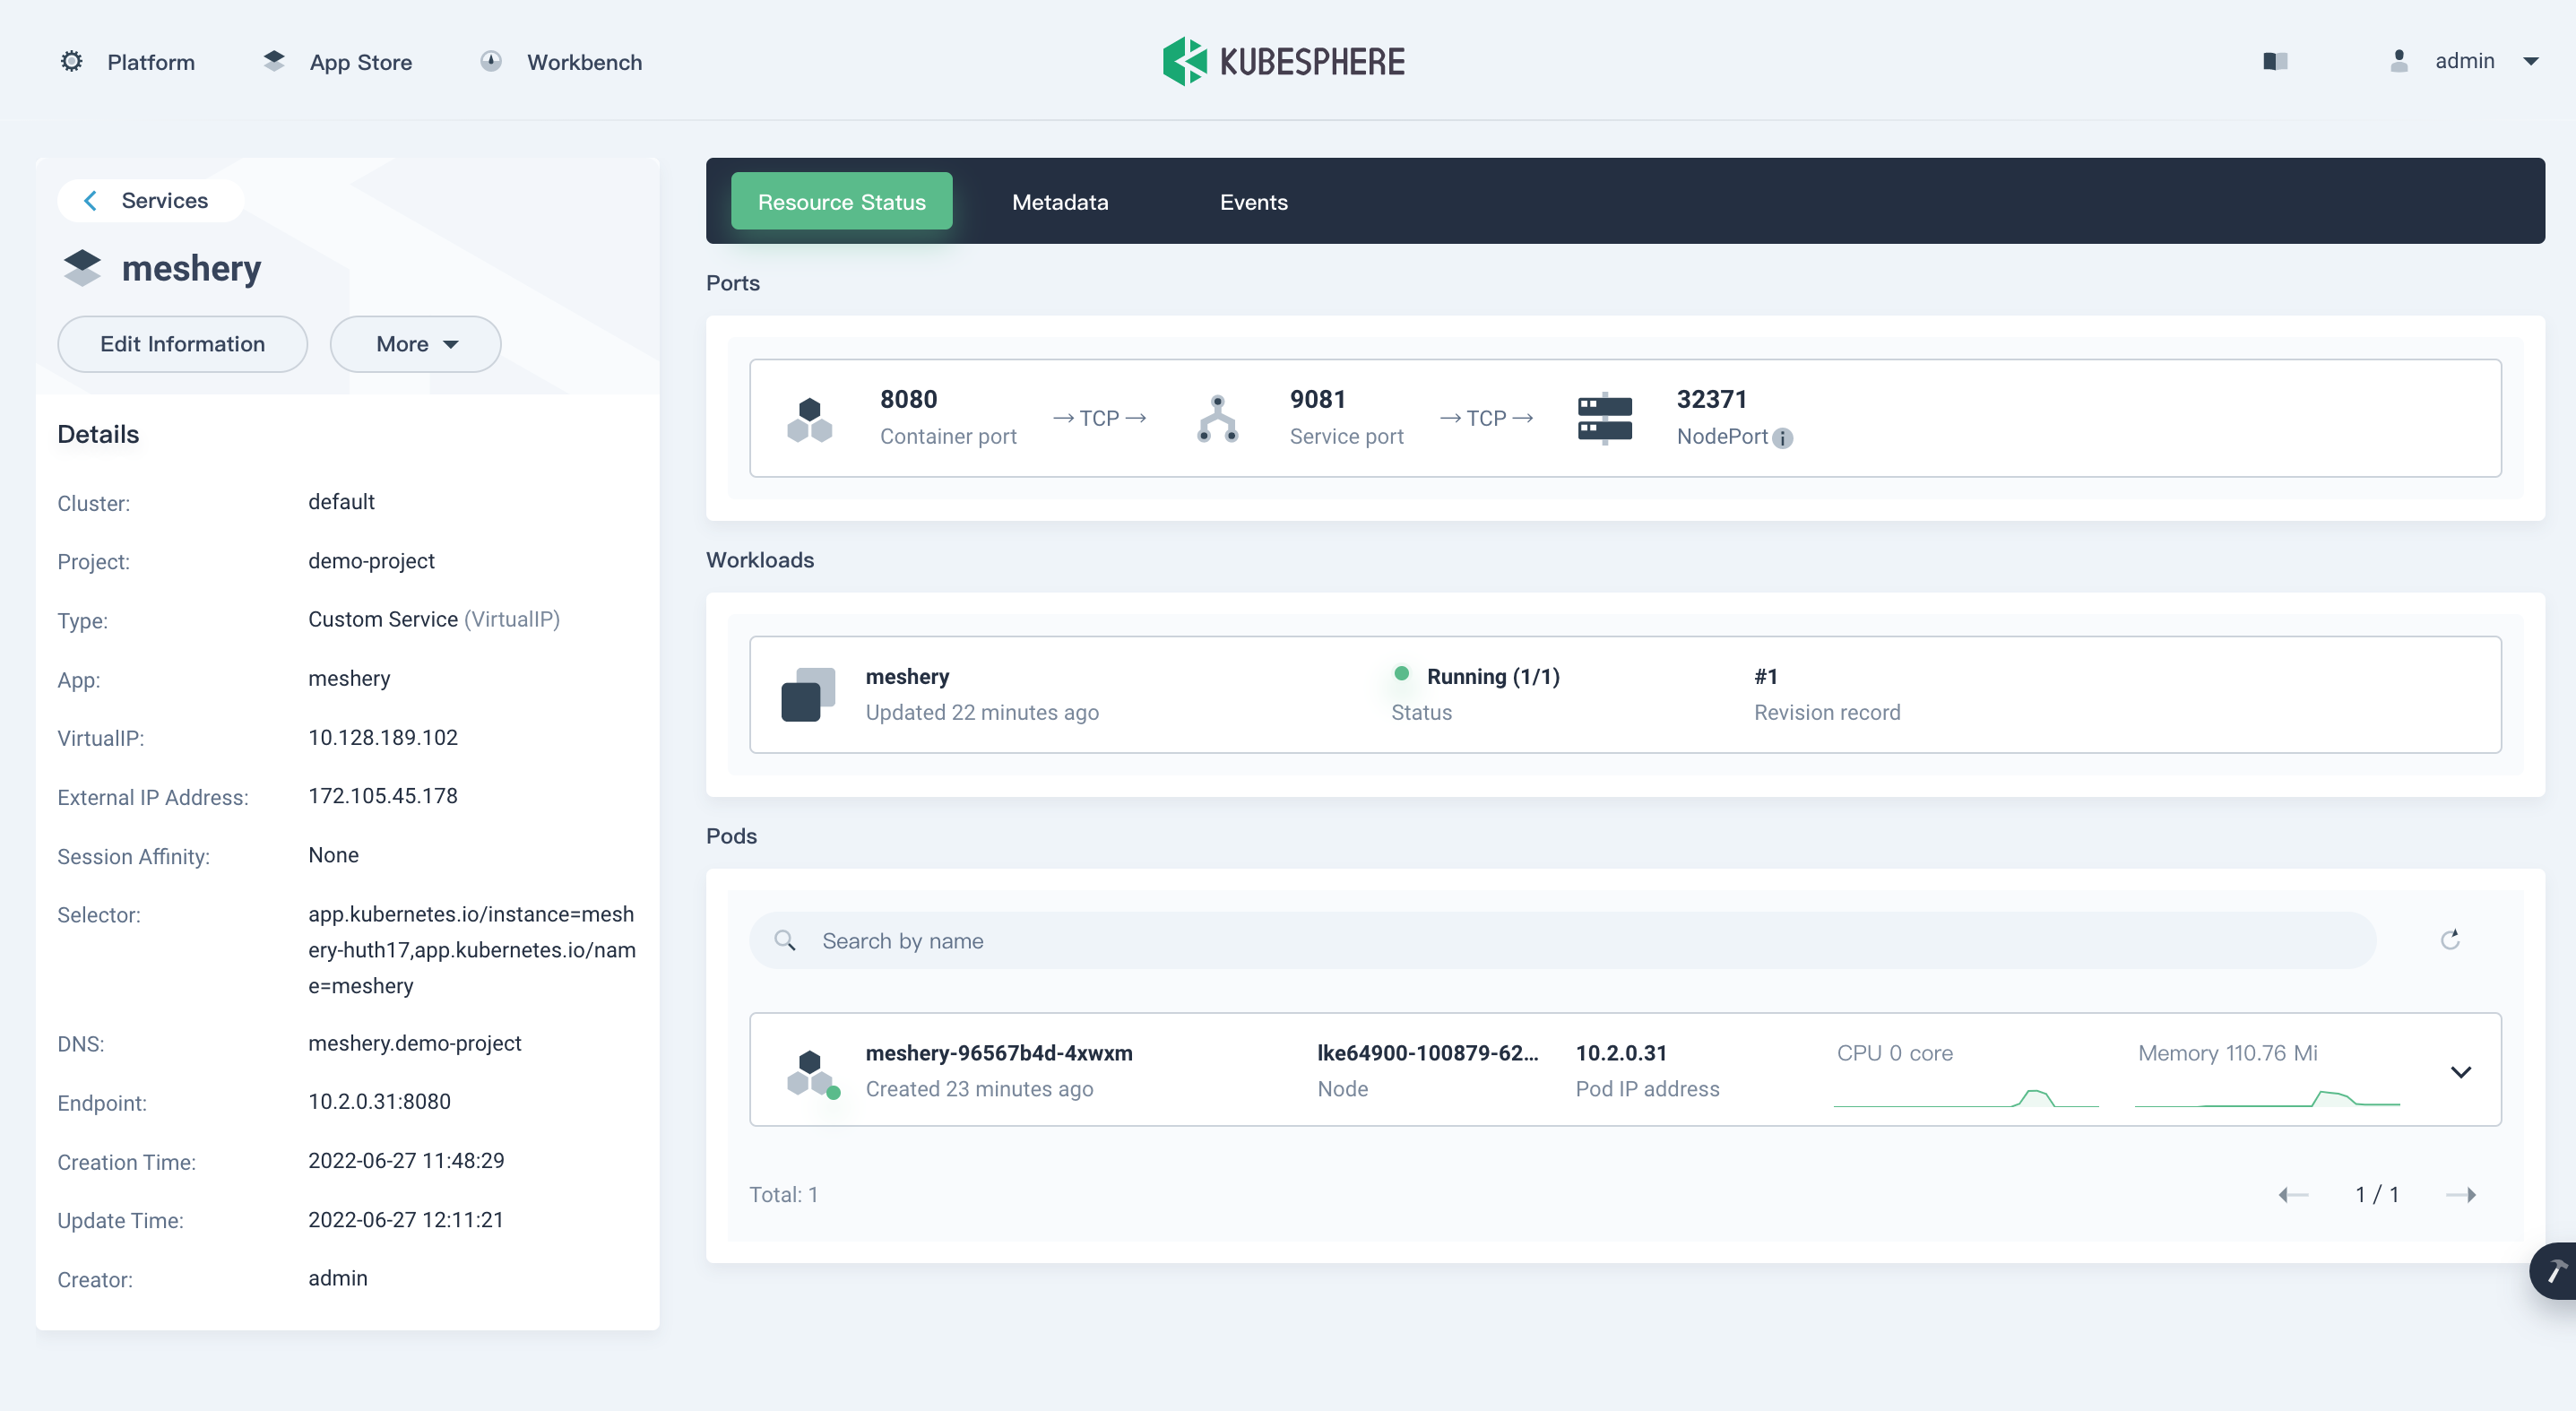 Platform
App Store
Workbench
KUBESPHERE
admin
Services
meshery
Edit Information
More
Details
Cluster: default
Project: demo-project
Type: Custom Service (VirtualIP)
App: meshery
VirtualIP: 10.128.189.102
External IP Address: 172.105.45.178
Session Affinity: None
Selector: app.kubernetes.io/instance=mesh
ery-huth17,app.kubernetes.io/nam
e=meshery
DNS: meshery.demo-project
Endpoint: 10.2.0.31:8080
Creation Time: 2022-06-27 11:48:29
Update Time: 2022-06-27 12:11:21
Creator: admin
Resource Status
Metadata
Events
Ports
8080
Container port
TCP
9081
Service port
TCP
32371
NodePort
Workloads
meshery
Updated 22 minutes ago
Running (1/1)
Status
#1
Revision record
Pods
Search by name
meshery-96567b4d-4xwxm
Created 23 minutes ago
lke64900-100879-62...
Node
10.2.0.31
Pod IP address
CPU 0 core
Memory 110.76 Mi
Total: 1
1 / 1